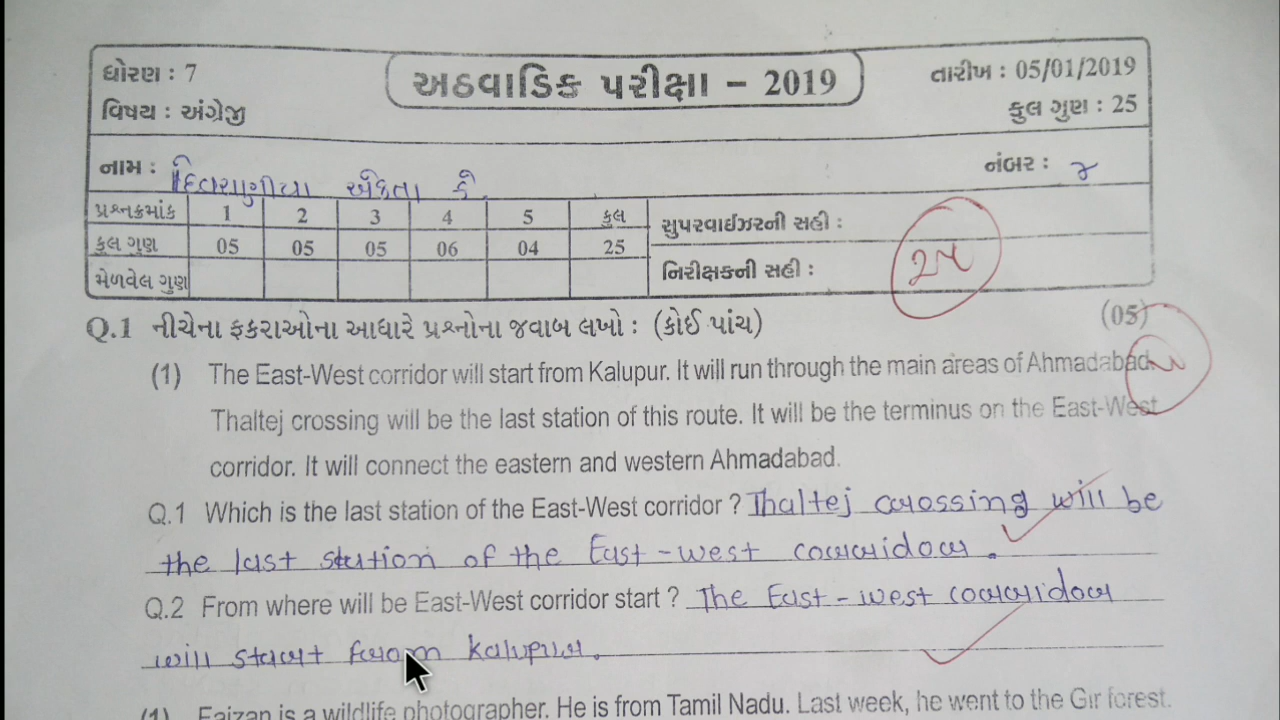 ધોરણ : 7
અઠવાડિક પરીક્ષા – 2019
તારીખ : 05/01/2019
વિષય : અંગ્રેજી
કુલ ગુણ : 25
નામ :
નંબર :
પ્રશ્નક્રમાંક 1 2 3 4 5 કુલ
સુપરવાઈઝરની સહી :
કુલ ગુણ 05 05 05 06 04 25
નિરીક્ષકની સહી :
મેળવેલ ગુણ
Q.1 નીચેના ફકરાઓના આધારે પ્રશ્નોના જવાબ લખો : (કોઈ પાંચ) (05)
(1) The East-West corridor will start from Kalupur. It will run through the main areas of Ahmadabad.
Thaltej crossing will be the last station of this route. It will be the terminus on the East-West
corridor. It will connect the eastern and western Ahmadabad.
Q.1 Which is the last station of the East-West corridor ? Thaltej crossing will be
the last station of the East-west corridor.
Q.2 From where will be East-West corridor start ? The East-west corridor
will start from kalupur.
(1) Faizan is a wildlife photographer. He is from Tamil Nadu. Last week, he went to the Gir forest.